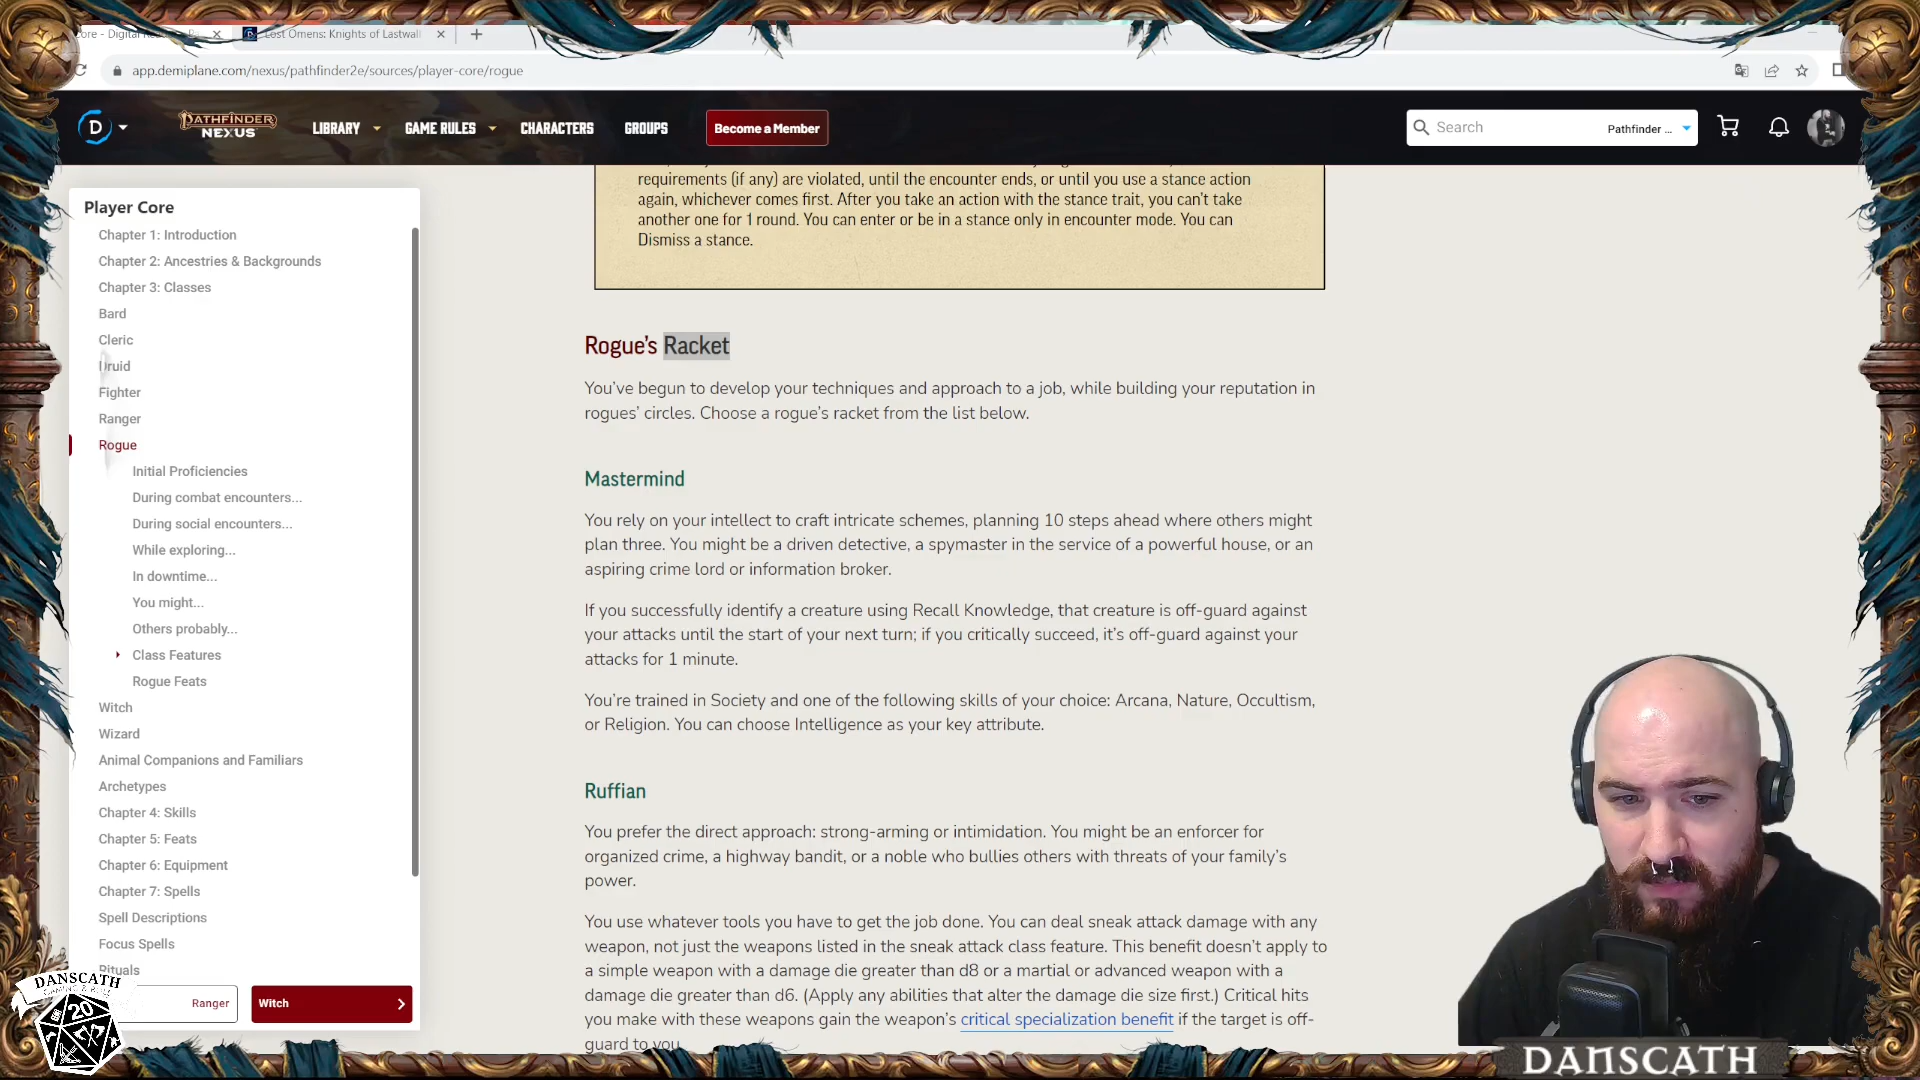 Core - Digital
Lost Omens: Knights of Lastwall
app.demiplane.com/nexus/pathfinder2e/sources/player-core/rogue
D
PATHFINDER
NEXUS
LIBRARY
GAME RULES
CHARACTERS
GROUPS
Become a Member
Search
Pathfinder ...
Player Core
Chapter 1: Introduction
Chapter 2: Ancestries & Backgrounds
Chapter 3: Classes
Bard
Cleric
Druid
Fighter
Ranger
Rogue
Initial Proficiencies
During combat encounters...
During social encounters...
While exploring...
In downtime...
You might...
Others probably...
Class Features
Rogue Feats
Witch
Wizard
Animal Companions and Familiars
Archetypes
Chapter 4: Skills
Chapter 5: Feats
Chapter 6: Equipment
Chapter 7: Spells
Spell Descriptions
Focus Spells
Rituals
Ranger
Witch
requirements (if any) are violated, until the encounter ends, or until you use a stance action
again, whichever comes first. After you take an action with the stance trait, you can't take
another one for 1 round. You can enter or be in a stance only in encounter mode. You can
Dismiss a stance.
Rogue's Racket
You've begun to develop your techniques and approach to a job, while building your reputation in
rogues' circles. Choose a rogue's racket from the list below.
Mastermind
You rely on your intellect to craft intricate schemes, planning 10 steps ahead where others might
plan three. You might be a driven detective, a spymaster in the service of a powerful house, or an
aspiring crime lord or information broker.
If you successfully identify a creature using Recall Knowledge, that creature is off-guard against
your attacks until the start of your next turn; if you critically succeed, it's off-guard against your
attacks for 1 minute.
You're trained in Society and one of the following skills of your choice: Arcana, Nature, Occultism,
or Religion. You can choose Intelligence as your key attribute.
Ruffian
You prefer the direct approach: strong-arming or intimidation. You might be an enforcer for
organized crime, a highway bandit, or a noble who bullies others with threats of your family's
power.
You use whatever tools you have to get the job done. You can deal sneak attack damage with any
weapon, not just the weapons listed in the sneak attack class feature. This benefit doesn't apply to
a simple weapon with a damage die greater than d8 or a martial or advanced weapon with a
damage die greater than d6. (Apply any abilities that alter the damage die size first.) Critical hits
you make with these weapons gain the weapon's critical specialization benefit if the target is off-
guard to you.
DANSCATH
20
DANSCATH